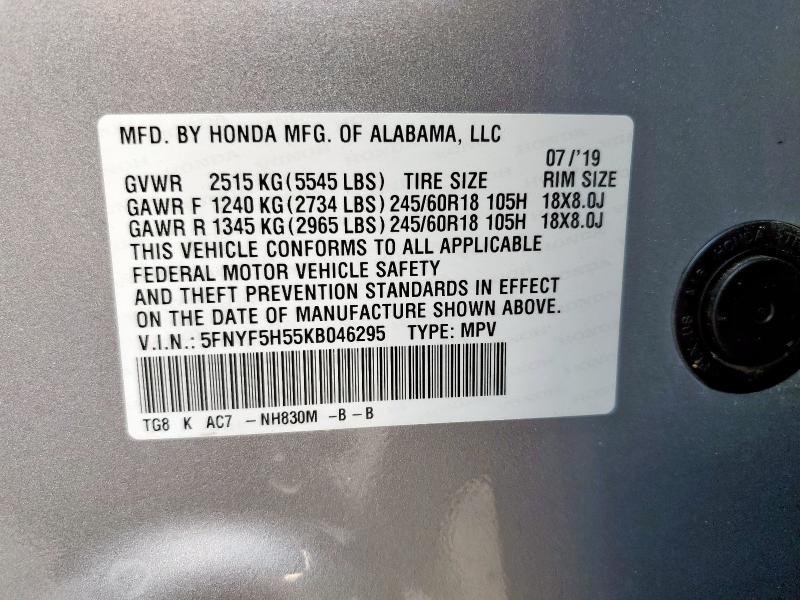 MFD. BY HONDA MFG. OF ALABAMA, LLC
07/'19
GVWR 2515 KG (5545 LBS) TIRE SIZE RIM SIZE
GAWR F 1240 KG (2734 LBS) 245/60R18 105H 18X8.0J
GAWR R 1345 KG (2965 LBS) 245/60R18 105H 18X8.0J
THIS VEHICLE CONFORMS TO ALL APPLICABLE
FEDERAL MOTOR VEHICLE SAFETY
AND THEFT PREVENTION STANDARDS IN EFFECT
ON THE DATE OF MANUFACTURE SHOWN ABOVE.
V.I.N.: 5FNYF5H55KB046295 TYPE: MPV
TG8 K AC7 - NH830M -B - B